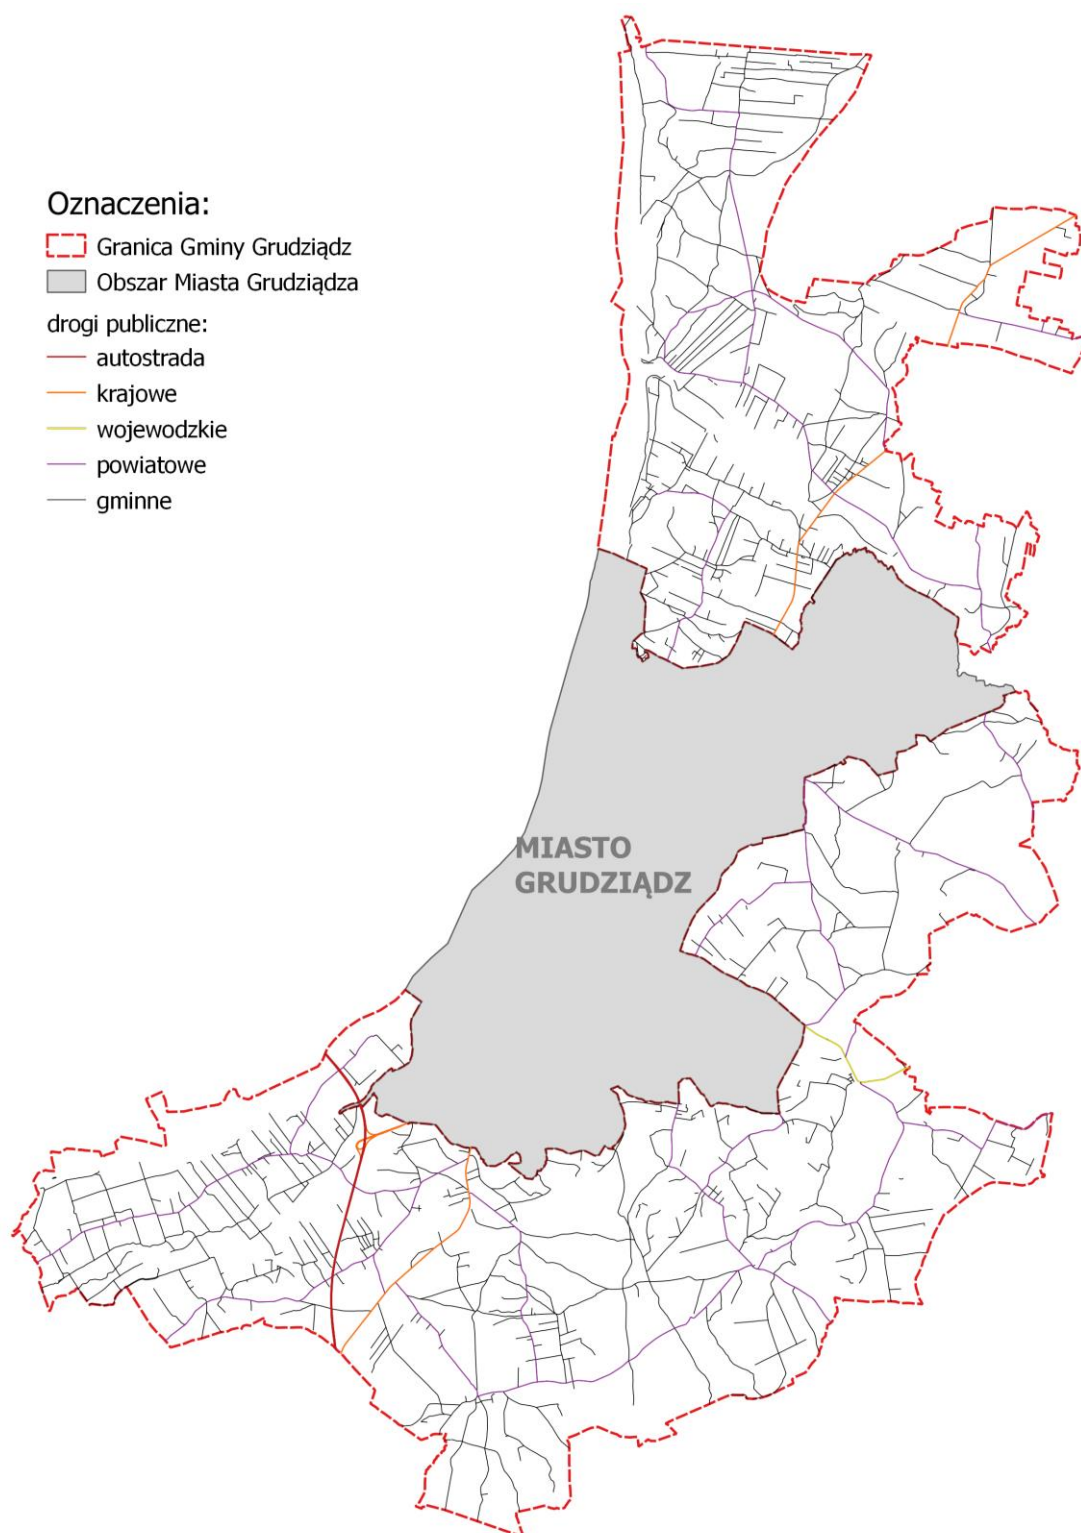 Oznaczenia:
Granica Gminy Grudziądz
Obszar Miasta Grudziądza
drogi publiczne:
autostrada
krajowe
wojewodzkie
powiatowe
gminne
MIASTO
GRUDZIĄDZ